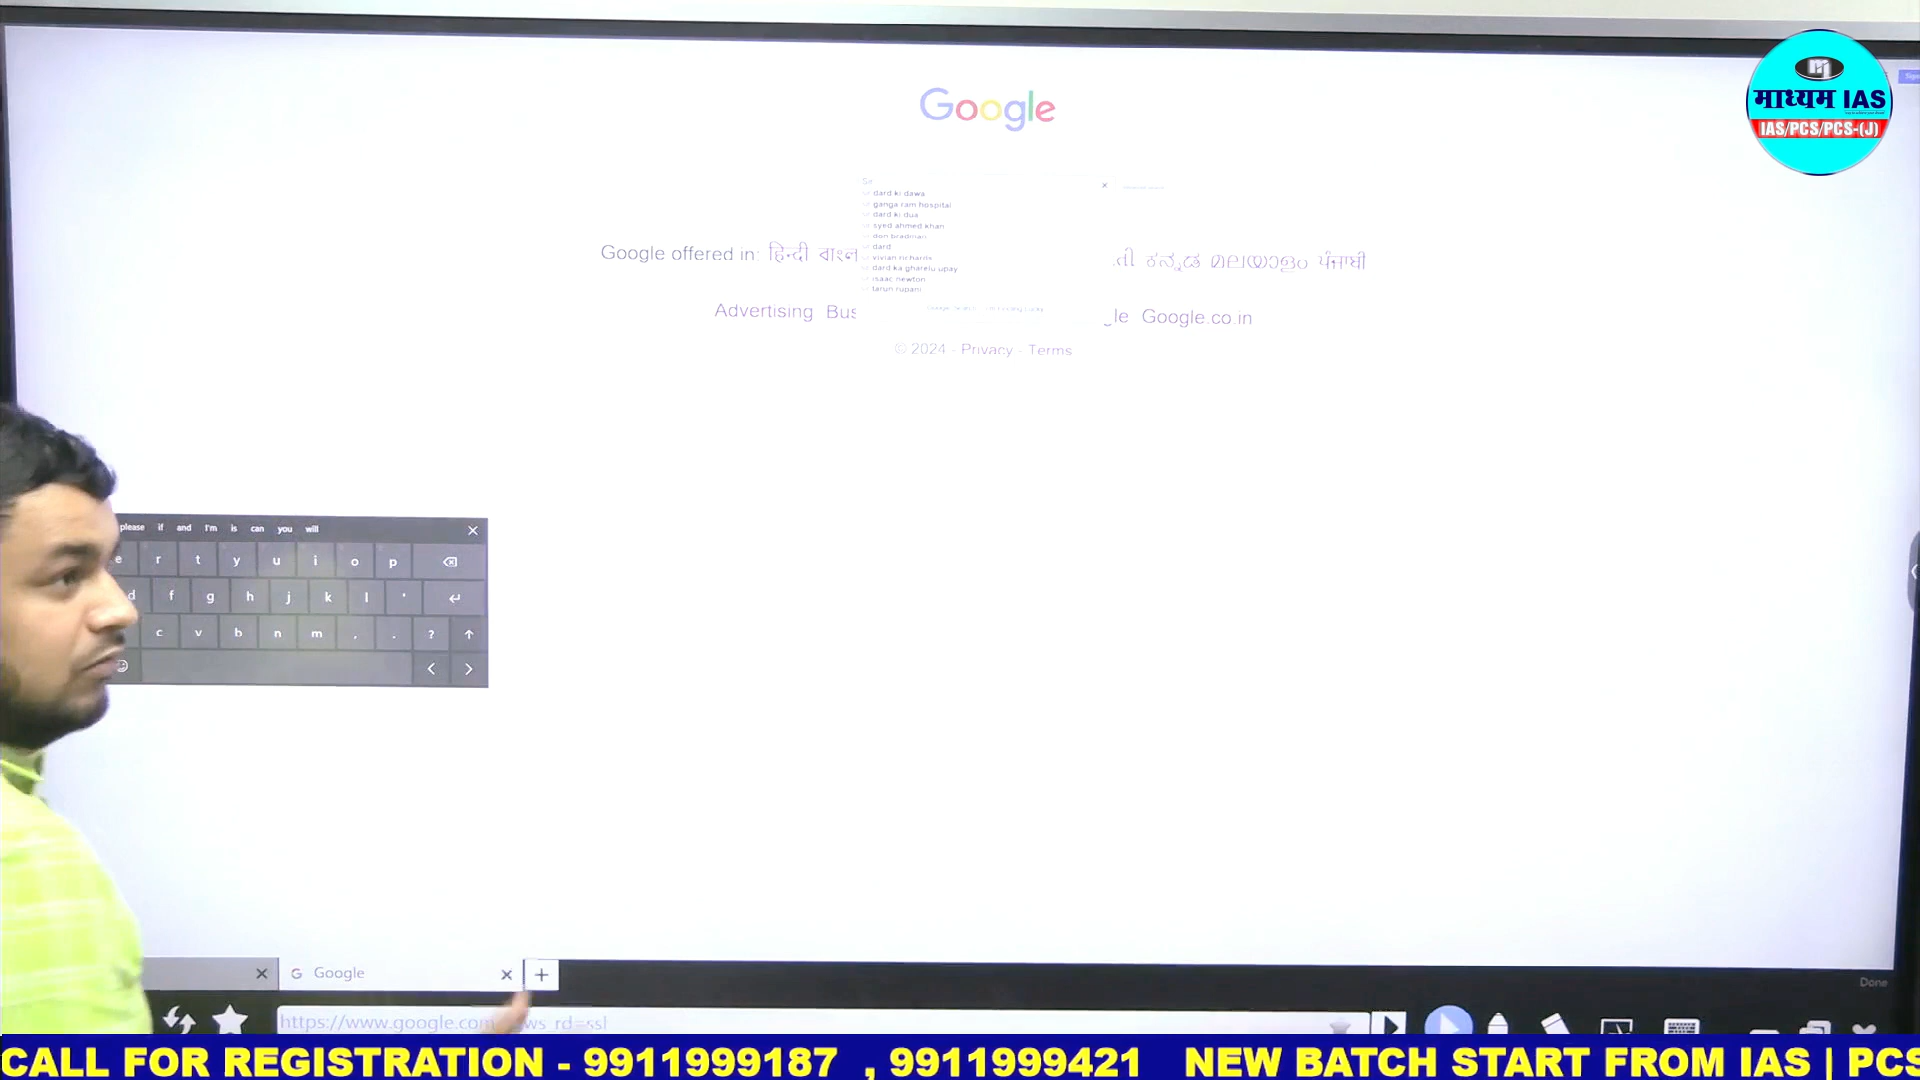 Google
माध्यम IAS
IAS/PCS/PCS-(J)
Sir
dard ki dawa
ganga ram hospital
dard ki dua
syed ahmed khan
don bradman
dard
vivian richards
dard ka gharelu upay
isaac newton
tarun rupani
Google offered in: हिन्दी বাংলা ಕನ್ನಡ മലയാളം ਪੰਜਾਬੀ
Advertising Bus Google.co.in
© 2024 - Privacy - Terms
please if and I'm is can you will
e r t y u i o p
d f g h j k l '
c v b n m , . ?
Google
Done
https://www.google.com ws_rd=ssl
CALL FOR REGISTRATION - 9911999187 , 9911999421 NEW BATCH START FROM IAS | PCS